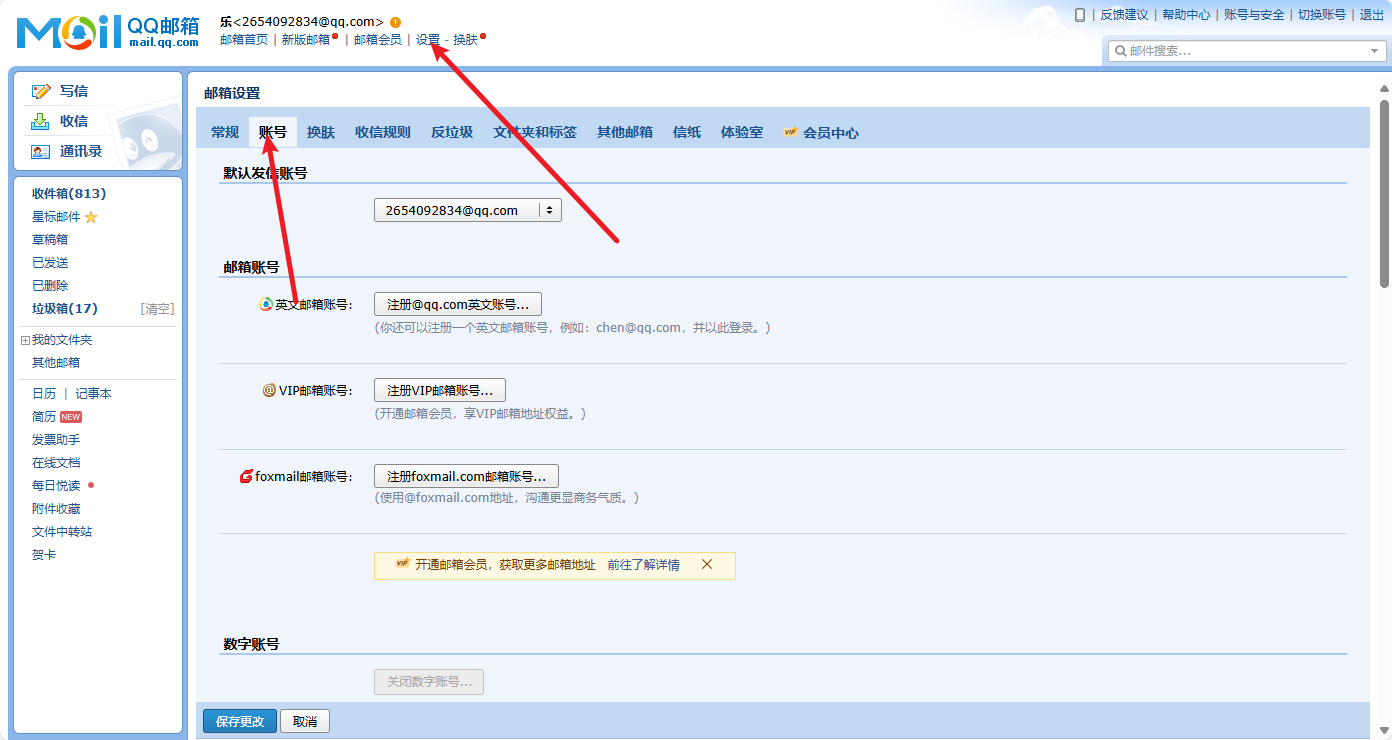 Mail QQ邮箱
mail.qq.com
乐<2654092834@qq.com>
邮箱首页 | 新版邮箱 | 邮箱会员 | 设置 - 换肤
| 反馈建议 | 帮助中心 | 账号与安全 | 切换账号 | 退出
邮件搜索...
写信
收信
通讯录
收件箱(813)
星标邮件
草稿箱
已发送
已删除
垃圾箱(17) [清空]
我的文件夹
其他邮箱
日历 | 记事本
简历 NEW
发票助手
在线文档
每日悦读
附件收藏
文件中转站
贺卡
邮箱设置
常规 账号 换肤 收信规则 反垃圾 文件夹和标签 其他邮箱 信纸 体验室 VIP 会员中心
默认发信账号
2654092834@qq.com
邮箱账号
英文邮箱账号: 注册@qq.com英文账号...
(你还可以注册一个英文邮箱账号，例如：chen@qq.com，并以此登录。)
VIP邮箱账号: 注册VIP邮箱账号...
(开通邮箱会员，享VIP邮箱地址权益。)
foxmail邮箱账号: 注册foxmail.com邮箱账号...
(使用@foxmail.com地址，沟通更显商务气质。)
VIP 开通邮箱会员，获取更多邮箱地址 前往了解详情
数字账号
关闭数字账号...
保存更改 取消